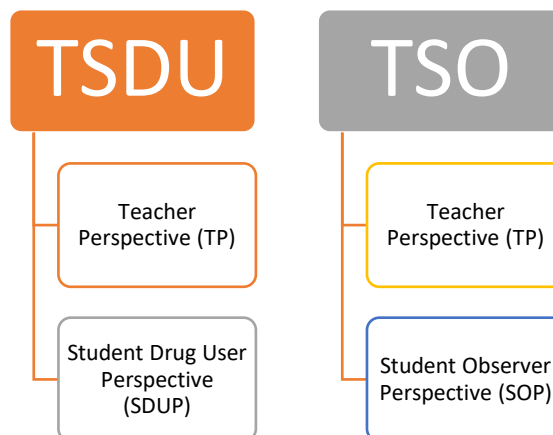 TSDU
Teacher
Perspective (TP)
Student Drug User
Perspective
(SDUP)
TSO
Teacher
Perspective (TP)
Student Observer
Perspective (SOP)